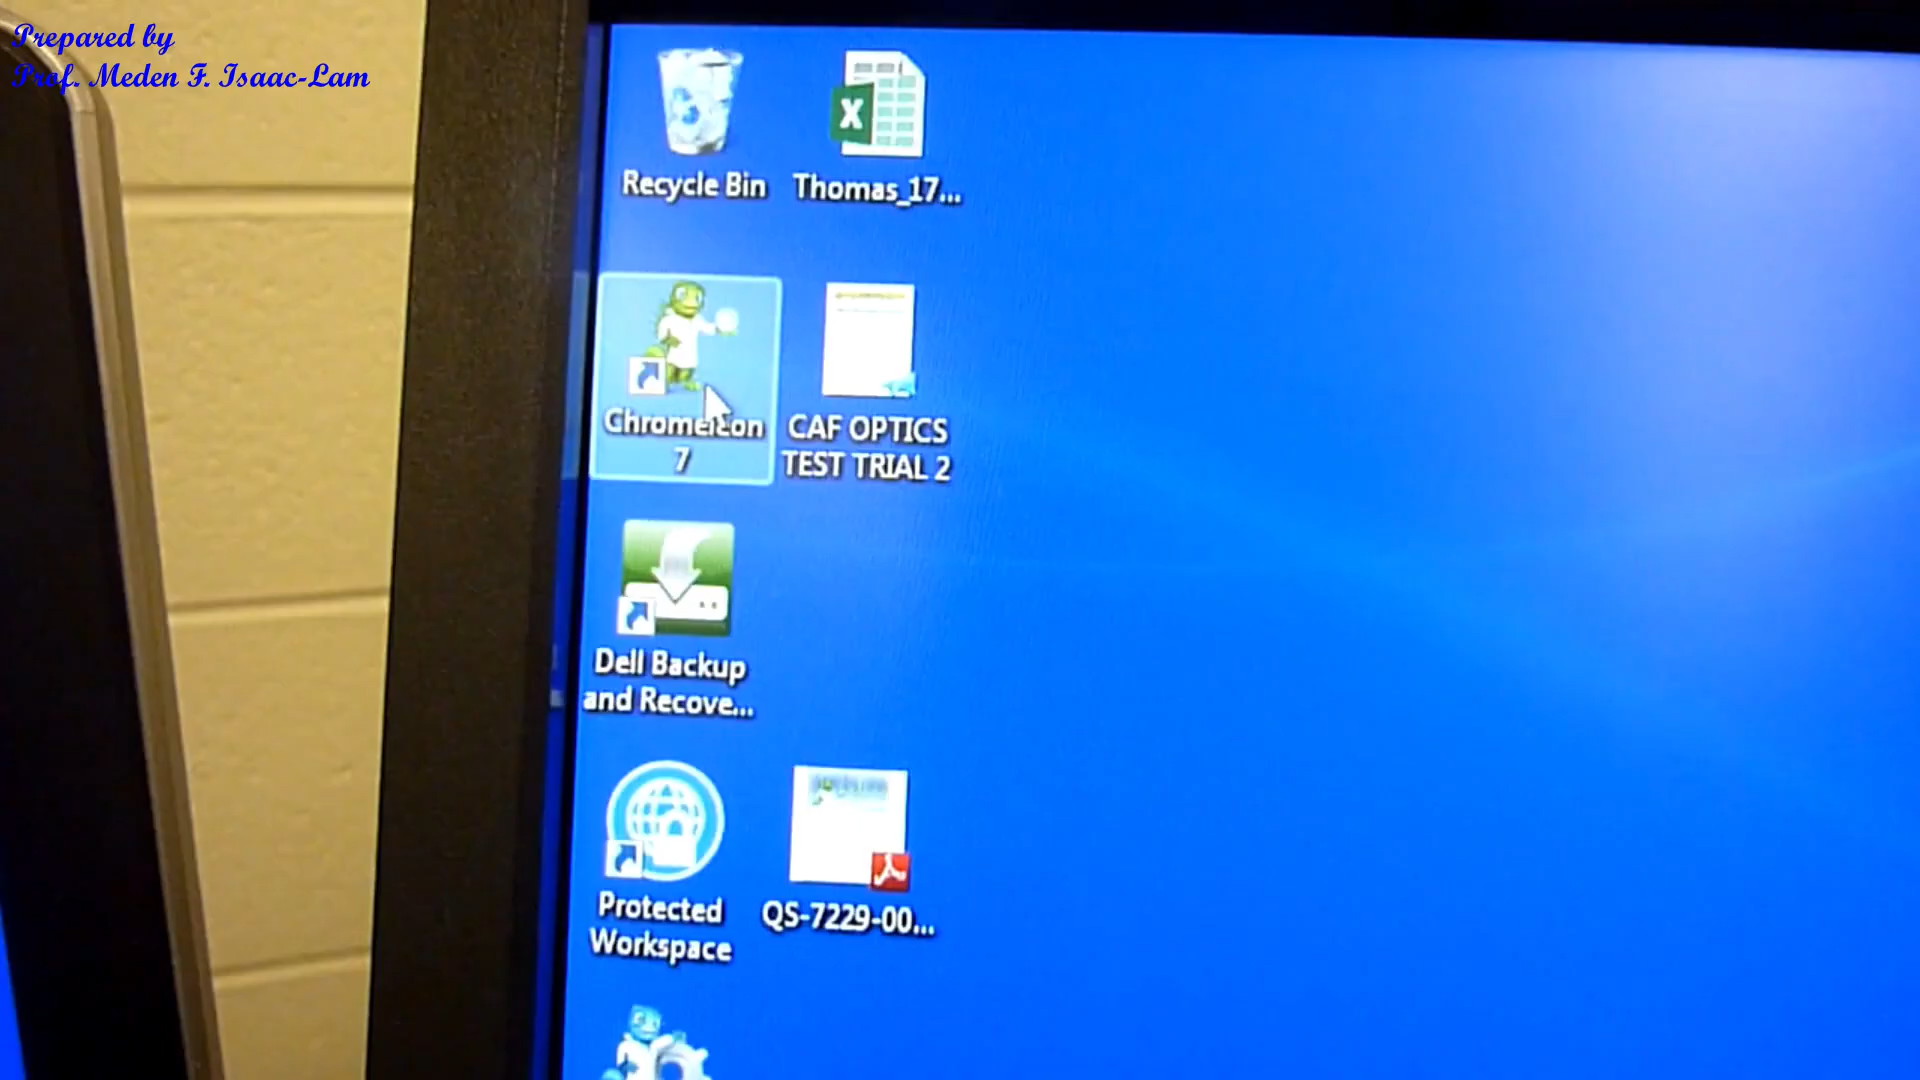 Prepared by
Prof. Meden F. Isaac-Lam
Recycle Bin
Thomas_17...
Chromeleon
7
CAF OPTICS
TEST TRIAL 2
Dell Backup
and Recove...
Protected
Workspace
QS-7229-00...